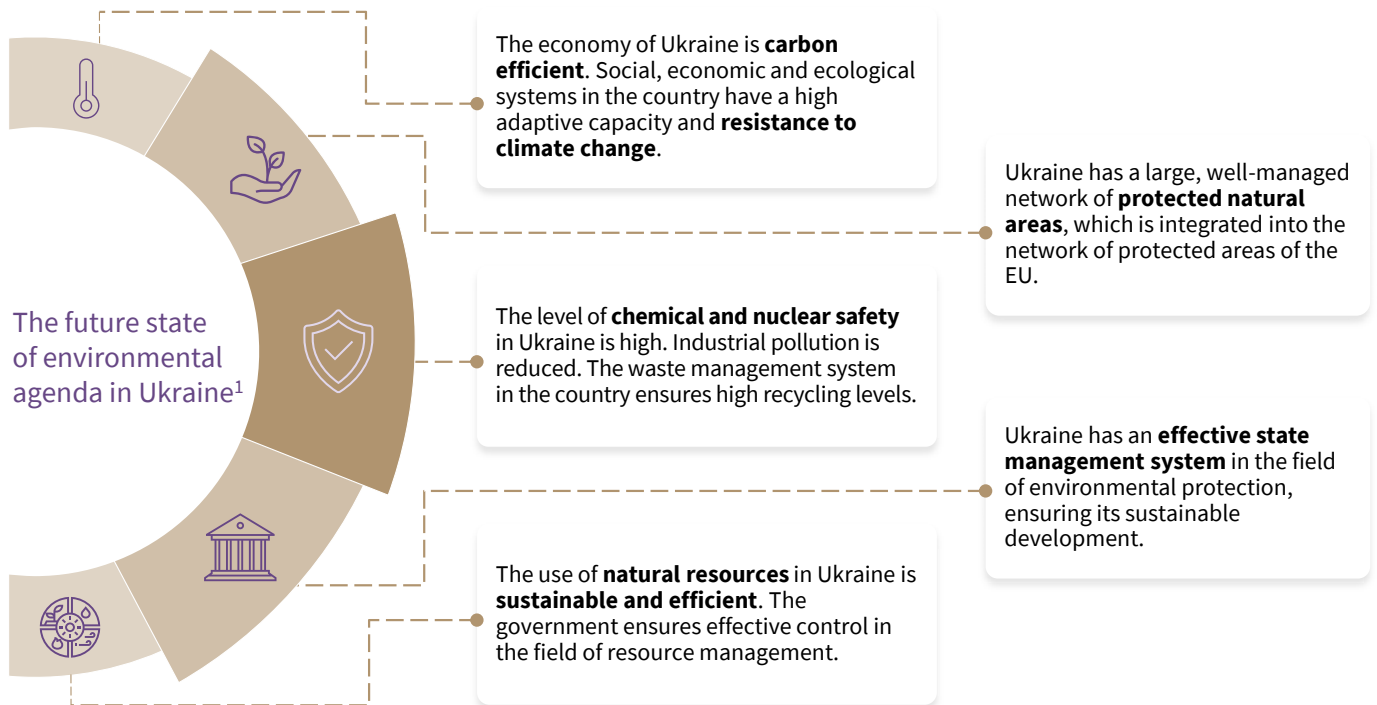 The future state
of environmental
agenda in Ukraine¹
The economy of Ukraine is carbon
efficient. Social, economic and ecological
systems in the country have a high
adaptive capacity and resistance to
climate change.
Ukraine has a large, well-managed
network of protected natural
areas, which is integrated into the
network of protected areas of the
EU.
The level of chemical and nuclear safety
in Ukraine is high. Industrial pollution is
reduced. The waste management system
in the country ensures high recycling levels.
Ukraine has an effective state
management system in the field
of environmental protection,
ensuring its sustainable
development.
The use of natural resources in Ukraine is
sustainable and efficient. The
government ensures effective control in
the field of resource management.